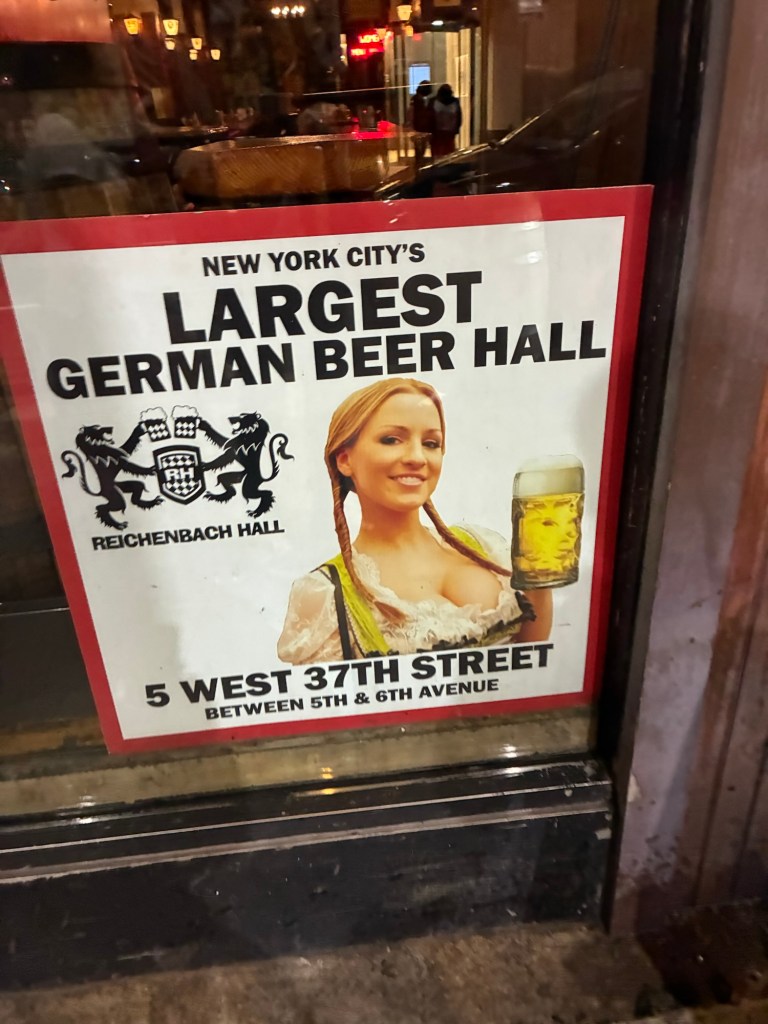 NEW YORK CITY'S
LARGEST
GERMAN BEER HALL
RH
REICHENBACH HALL
5 WEST 37TH STREET
BETWEEN 5TH & 6TH AVENUE